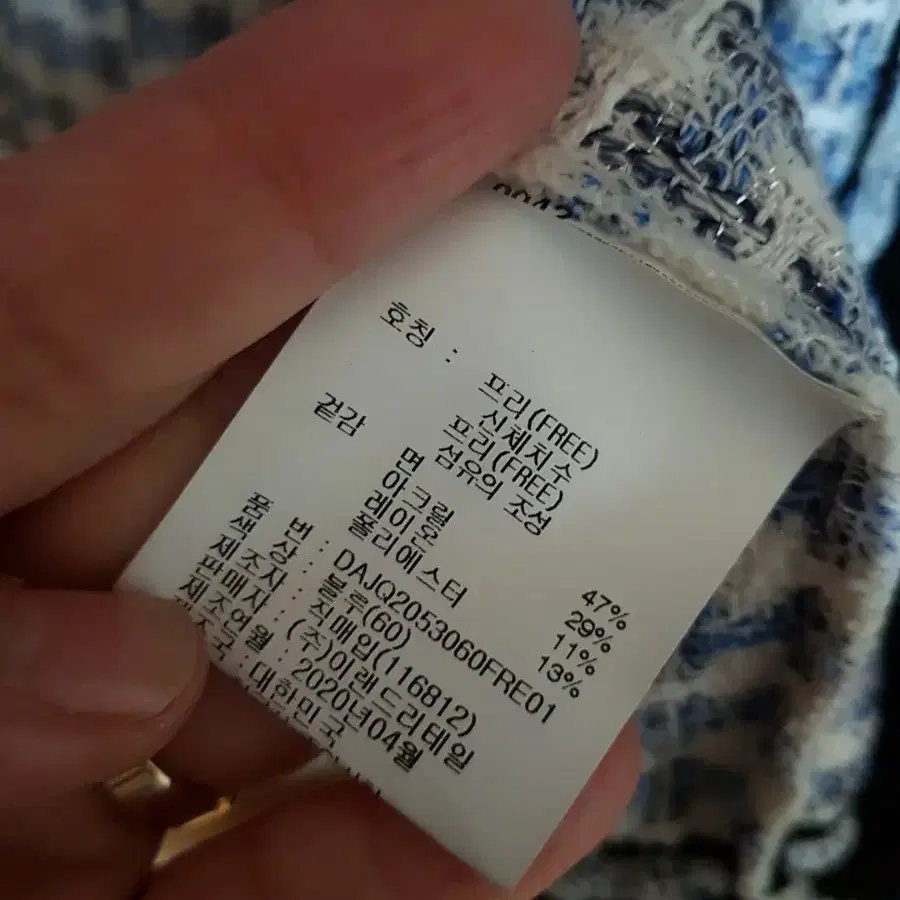 호칭 :
프리(FREE)
신체치수
프리(FREE)
섬유의 조성
겉감
면 47%
아크릴 29%
레이온 11%
폴리에스터 13%
품 번 : DAJQ2053060FRE01
색 상 : 블루(60)
제조자 : 직매입(116812)
판매자 : (주)이랜드리테일
제조연월 : 2020년04월
대한민국